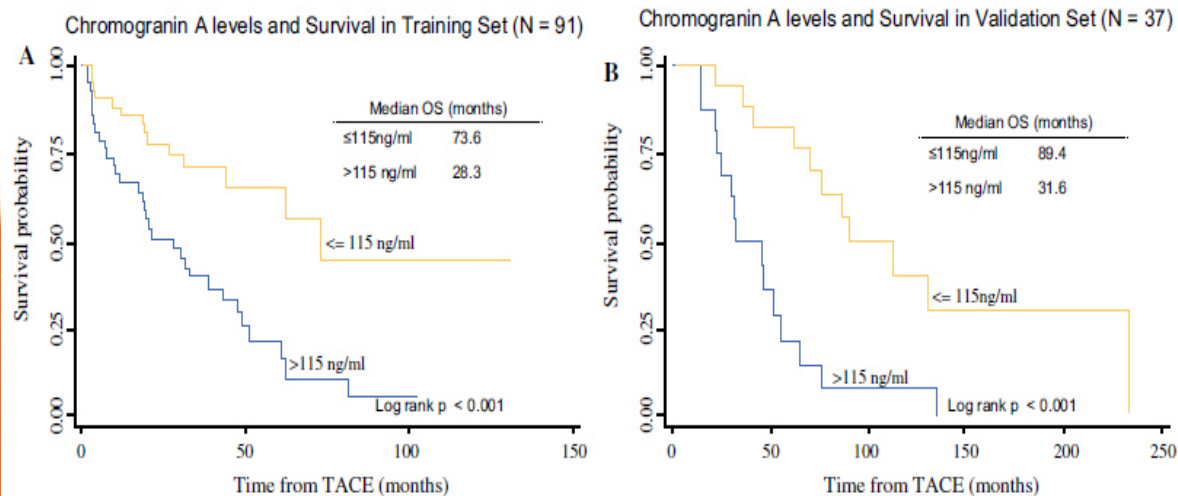 Chromogranin A levels and Survival in Training Set (N = 91)
A
Survival probability
1.00
0.75
0.50
0.25
0.00
Median OS (months)
≤115ng/ml 73.6
>115 ng/ml 28.3
<= 115 ng/ml
>115 ng/ml
Log rank p < 0.001
0 50 100 150
Time from TACE (months)
Chromogranin A levels and Survival in Validation Set (N = 37)
B
Survival probability
1.00
0.75
0.50
0.25
0.00
Median OS (months)
≤115ng/ml 89.4
>115 ng/ml 31.6
<= 115ng/ml
>115 ng/ml
Log rank p < 0.001
0 50 100 150 200 250
Time from TACE (months)